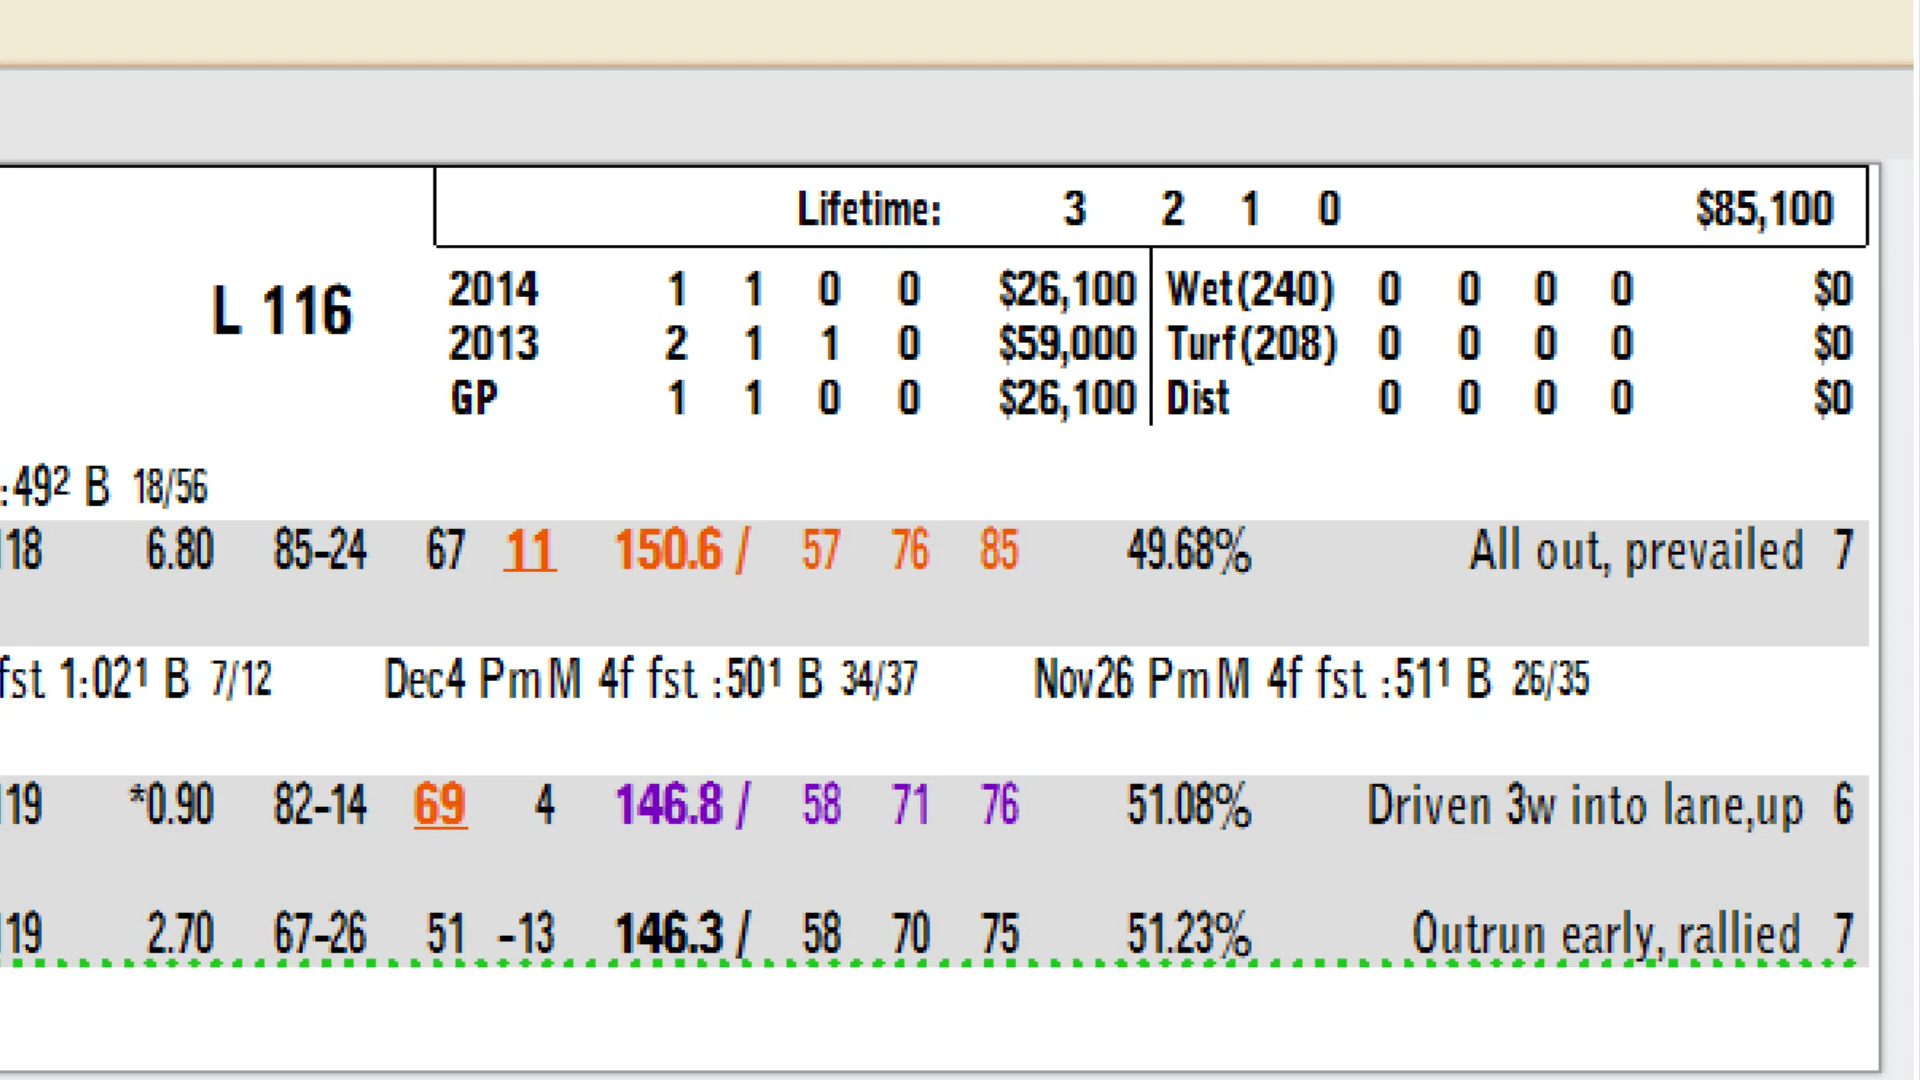 Lifetime: 3 2 1 0 $85,100
L 116
2014 1 1 0 0 $26,100 Wet(240) 0 0 0 0 $0
2013 2 1 1 0 $59,000 Turf(208) 0 0 0 0 $0
GP 1 1 0 0 $26,100 Dist 0 0 0 0 $0
:49² B 18/56
118 6.80 85-24 67 11 150.6 / 57 76 85 49.68% All out, prevailed 7
fst 1:02¹ B 7/12 Dec4 PmM 4f fst :50¹ B 34/37 Nov26 PmM 4f fst :51¹ B 26/35
119 *0.90 82-14 69 4 146.8 / 58 71 76 51.08% Driven 3w into lane,up 6
119 2.70 67-26 51 -13 146.3 / 58 70 75 51.23% Outrun early, rallied 7